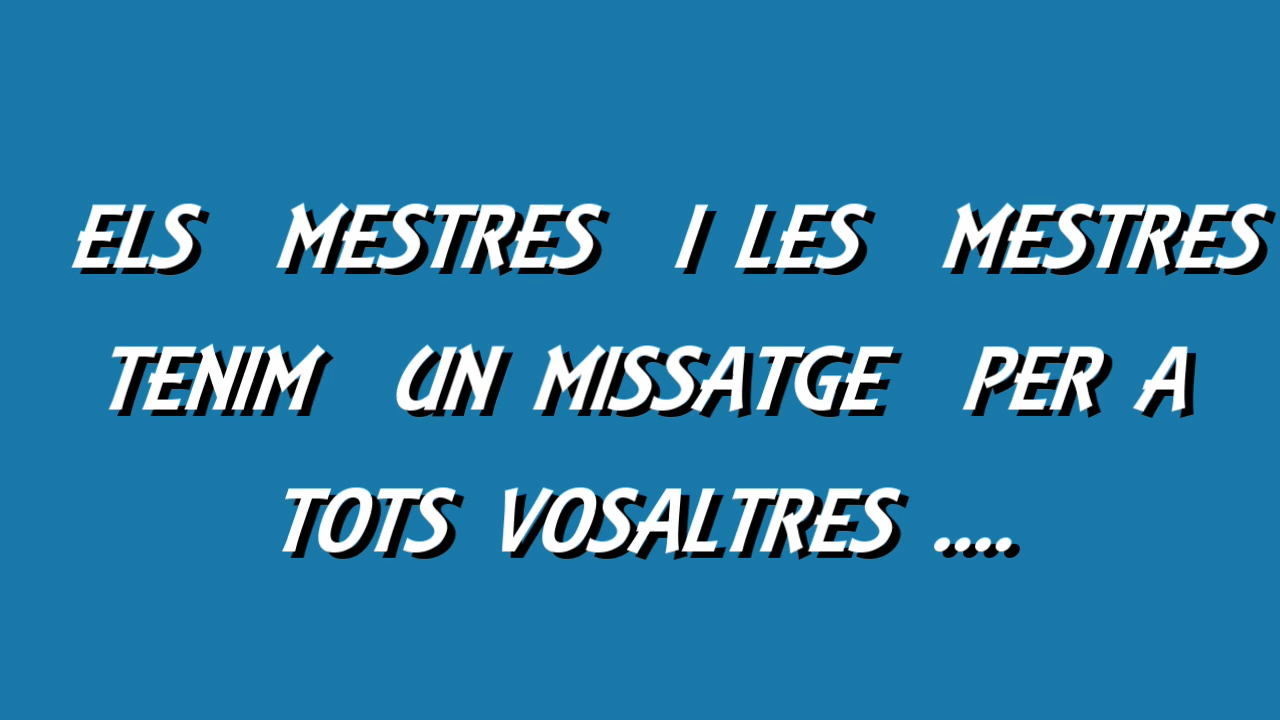 ELS MESTRES I LES MESTRES
TENIM UN MISSATGE PER A
TOTS VOSALTRES ....